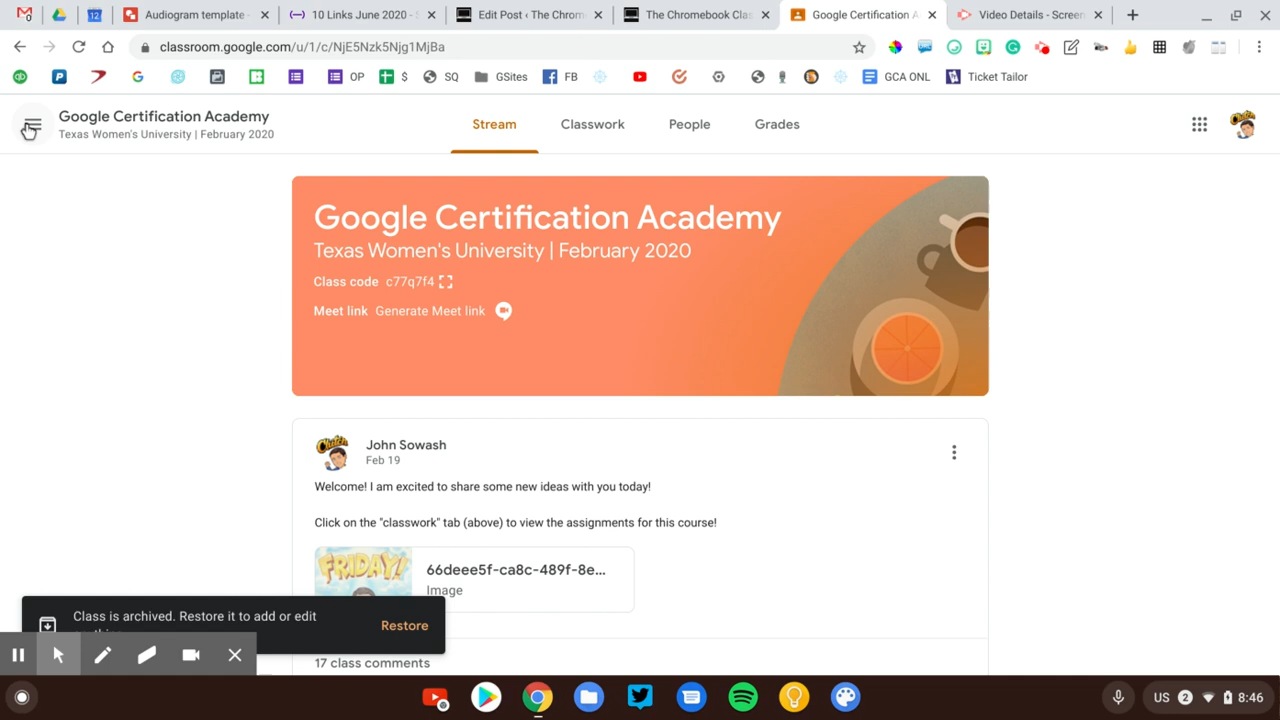 Audiogram template -
10 Links June 2020 -
Edit Post ‹ The Chrom
The Chromebook Clas
Google Certification A
Video Details - Screen
classroom.google.com/u/1/c/NjE5Nzk5Njg1MjBa
OP
$
SQ
GSites
FB
GCA ONL
Ticket Tailor
Google Certification Academy
Texas Women's University | February 2020
Stream
Classwork
People
Grades
Google Certification Academy
Texas Women's University | February 2020
Class code c77q7f4
Meet link Generate Meet link
John Sowash
Feb 19
Welcome! I am excited to share some new ideas with you today!
Click on the "classwork" tab (above) to view the assignments for this course!
FRIDAY!
66deee5f-ca8c-489f-8e...
Image
Class is archived. Restore it to add or edit
Restore
17 class comments
US
2
8:46